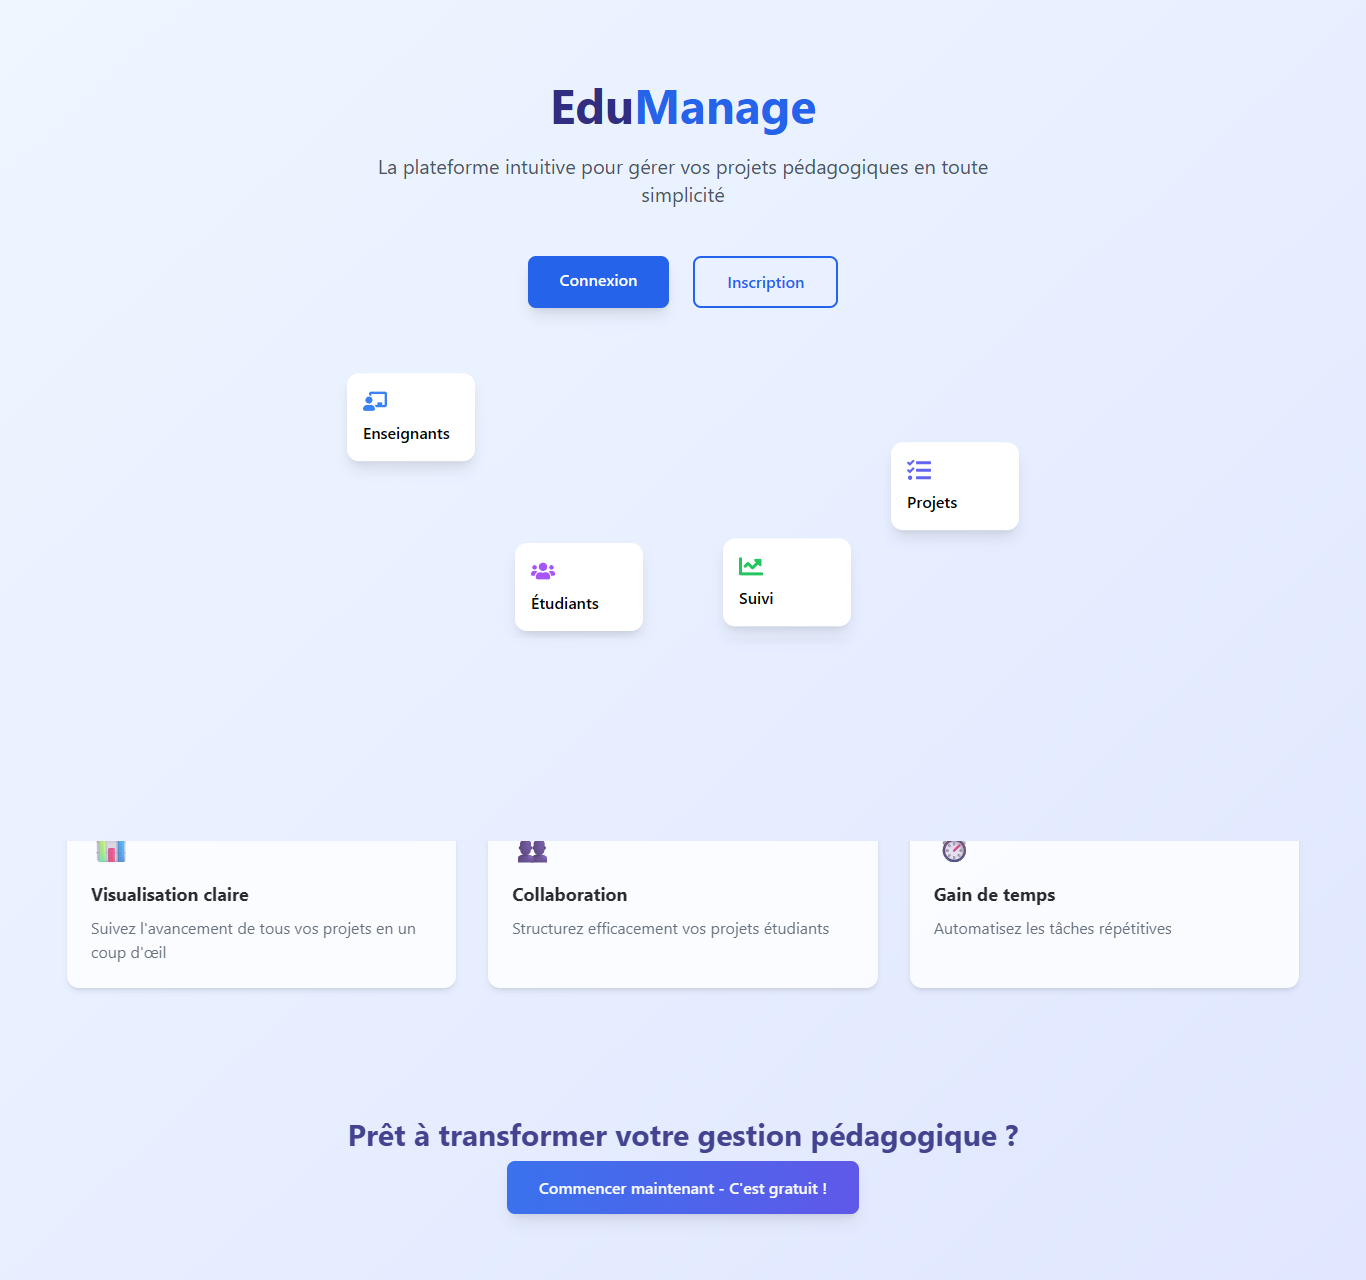 EduManage
La plateforme intuitive pour gérer vos projets pédagogiques en toute
simplicité
Connexion
Inscription
Enseignants
Projets
Étudiants
Suivi
Visualisation claire
Suivez l'avancement de tous vos projets en un
coup d'œil
Collaboration
Structurez efficacement vos projets étudiants
Gain de temps
Automatisez les tâches répétitives
Prêt à transformer votre gestion pédagogique ?
Commencer maintenant - C'est gratuit !